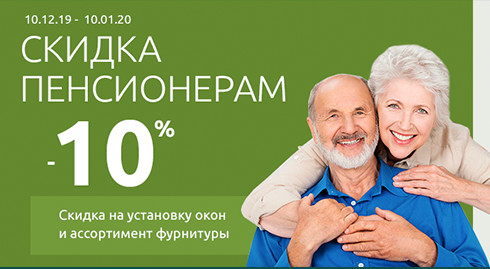 10.12.19 - 10.01.20
СКИДКА
ПЕНСИОНЕРАМ
-10%
Скидка на установку окон
и ассортимент фурнитуры